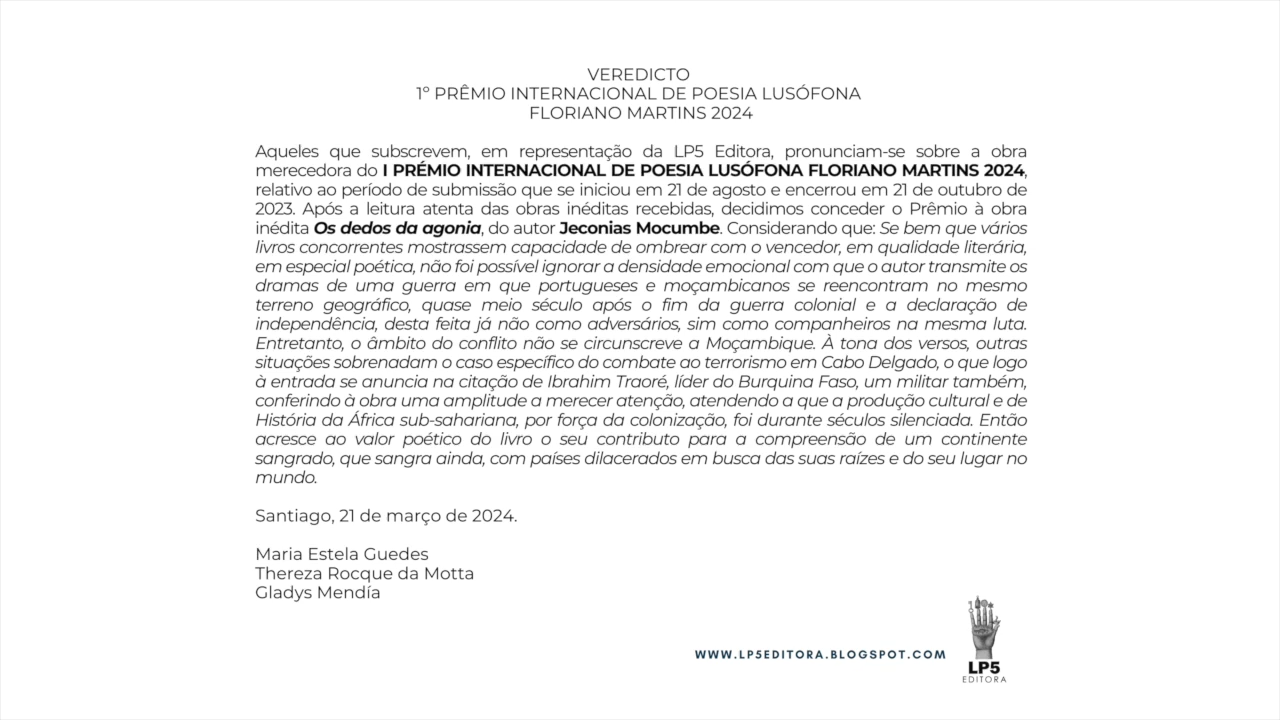 VEREDICTO
1º PRÊMIO INTERNACIONAL DE POESIA LUSÓFONA
FLORIANO MARTINS 2024
Aqueles que subscrevem, em representação da LP5 Editora, pronunciam-se sobre a obra
merecedora do I PRÉMIO INTERNACIONAL DE POESIA LUSÓFONA FLORIANO MARTINS 2024,
relativo ao período de submissão que se iniciou em 21 de agosto e encerrou em 21 de outubro de
2023. Após a leitura atenta das obras inéditas recebidas, decidimos conceder o Prêmio à obra
inédita Os dedos da agonia, do autor Jeconias Mocumbe. Considerando que: Se bem que vários
livros concorrentes mostrassem capacidade de ombrear com o vencedor, em qualidade literária,
em especial poética, não foi possível ignorar a densidade emocional com que o autor transmite os
dramas de uma guerra em que portugueses e moçambicanos se reencontram no mesmo
terreno geográfico, quase meio século após o fim da guerra colonial e a declaração de
independência, desta feita já não como adversários, sim como companheiros na mesma luta.
Entretanto, o âmbito do conflito não se circunscreve a Moçambique. À tona dos versos, outras
situações sobrenadam o caso específico do combate ao terrorismo em Cabo Delgado, o que logo
à entrada se anuncia na citação de Ibrahim Traoré, líder do Burquina Faso, um militar também,
conferindo à obra uma amplitude a merecer atenção, atendendo a que a produção cultural e de
História da África sub-sahariana, por força da colonização, foi durante séculos silenciada. Então
acresce ao valor poético do livro o seu contributo para a compreensão de um continente
sangrado, que sangra ainda, com países dilacerados em busca das suas raízes e do seu lugar no
mundo.
Santiago, 21 de março de 2024.
Maria Estela Guedes
Thereza Rocque da Motta
Gladys Mendía
WWW.LP5EDITORA.BLOGSPOT.COM
LP5
EDITORA